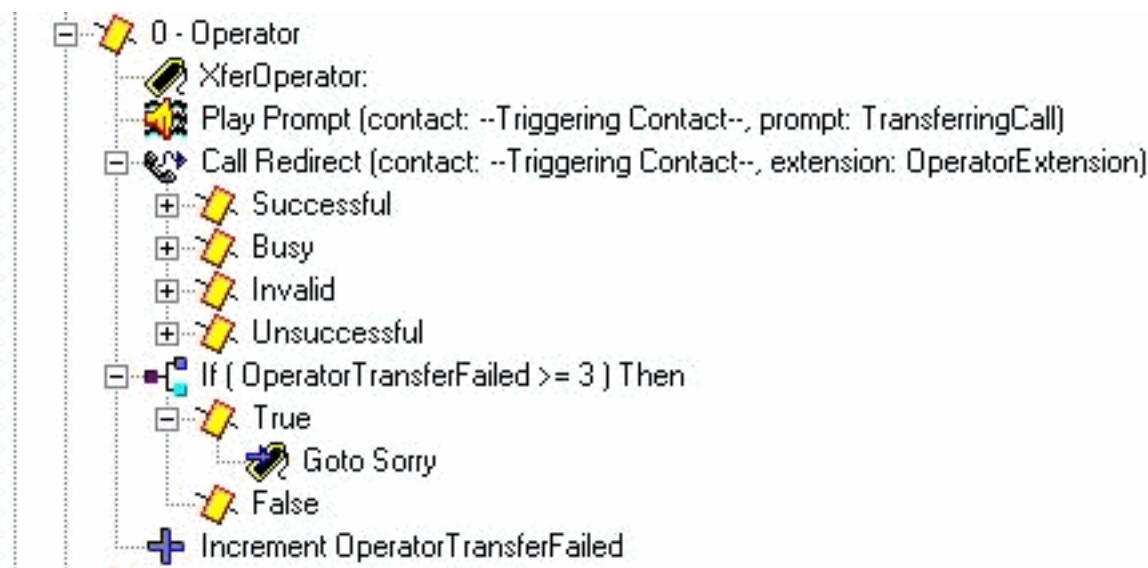 0 - Operator
XferOperator:
Play Prompt (contact: --Triggering Contact--, prompt: TransferringCall)
Call Redirect (contact: --Triggering Contact--, extension: OperatorExtension)
Successful
Busy
Invalid
Unsuccessful
If ( OperatorTransferFailed >= 3 ) Then
True
Goto Sorry
False
Increment OperatorTransferFailed